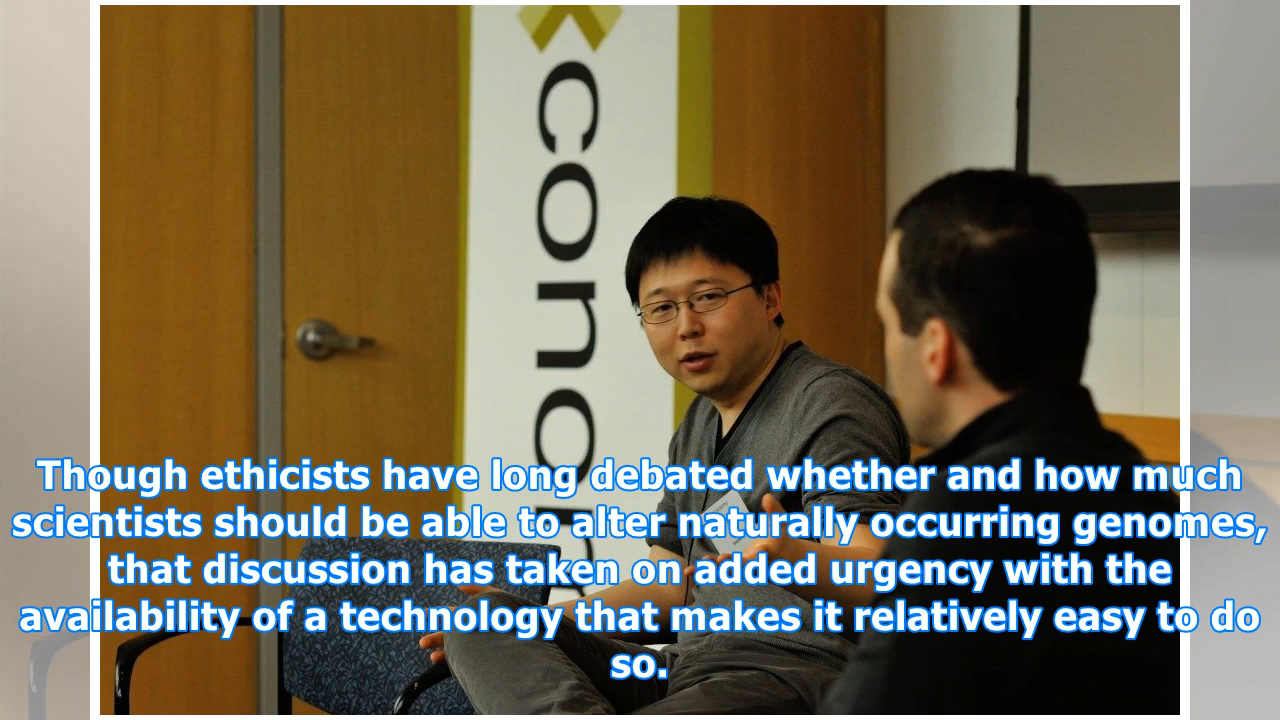 cono
Though ethicists have long debated whether and how much
scientists should be able to alter naturally occurring genomes,
that discussion has taken on added urgency with the
availability of a technology that makes it relatively easy to do
so.